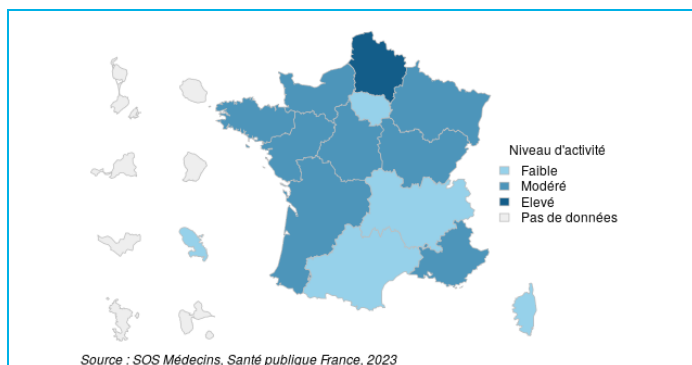 Niveau d'activité
Faible
Modéré
Elevé
Pas de données
Source : SOS Médecins, Santé publique France, 2023